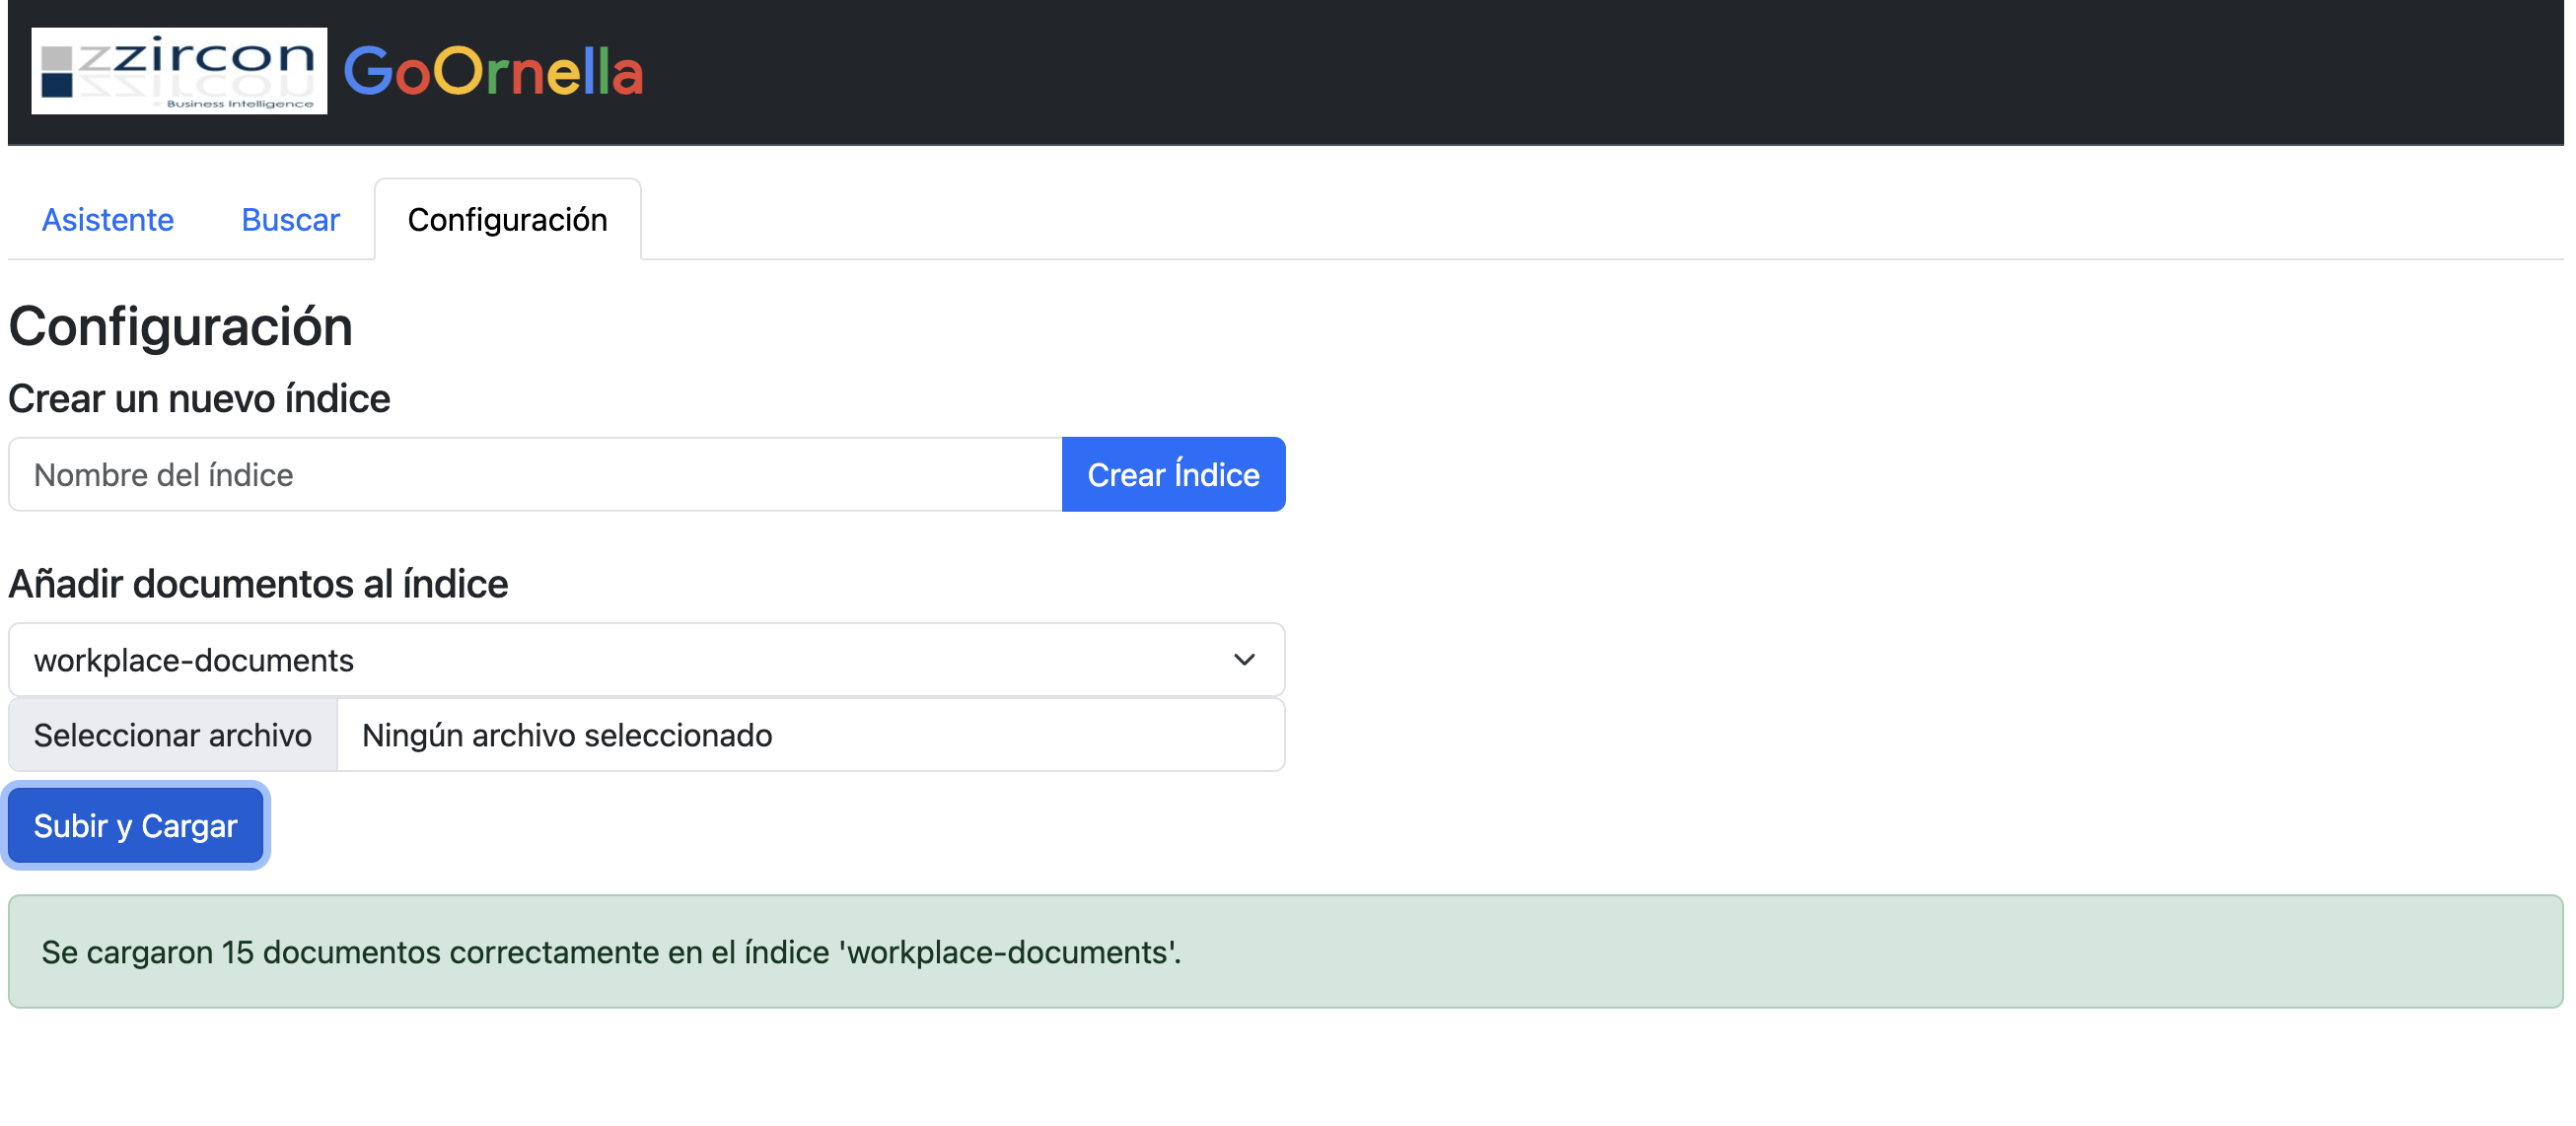 zzircon
Business Intelligence
GoOrnella
Asistente
Buscar
Configuración
Configuración
Crear un nuevo índice
Nombre del índice
Crear Índice
Añadir documentos al índice
workplace-documents
Seleccionar archivo
Ningún archivo seleccionado
Subir y Cargar
Se cargaron 15 documentos correctamente en el índice 'workplace-documents'.